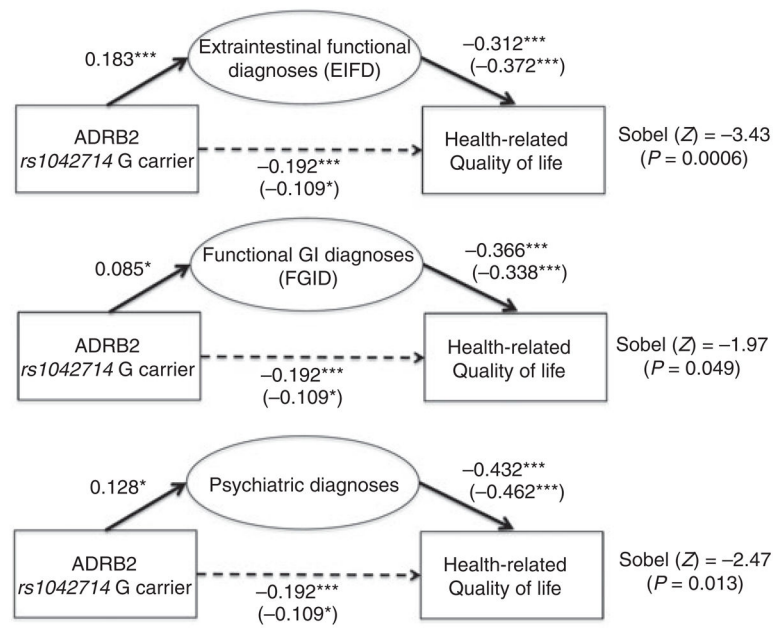 0.183***
Extraintestinal functional
diagnoses (EIFD)
–0.312***
(–0.372***)
ADRB2
rs1042714 G carrier
–0.192***
(–0.109*)
Health-related
Quality of life
Sobel (Z) = –3.43
(P = 0.0006)
0.085*
Functional GI diagnoses
(FGID)
–0.366***
(–0.338***)
ADRB2
rs1042714 G carrier
–0.192***
(–0.109*)
Health-related
Quality of life
Sobel (Z) = –1.97
(P = 0.049)
0.128*
Psychiatric diagnoses
–0.432***
(–0.462***)
ADRB2
rs1042714 G carrier
–0.192***
(–0.109*)
Health-related
Quality of life
Sobel (Z) = –2.47
(P = 0.013)